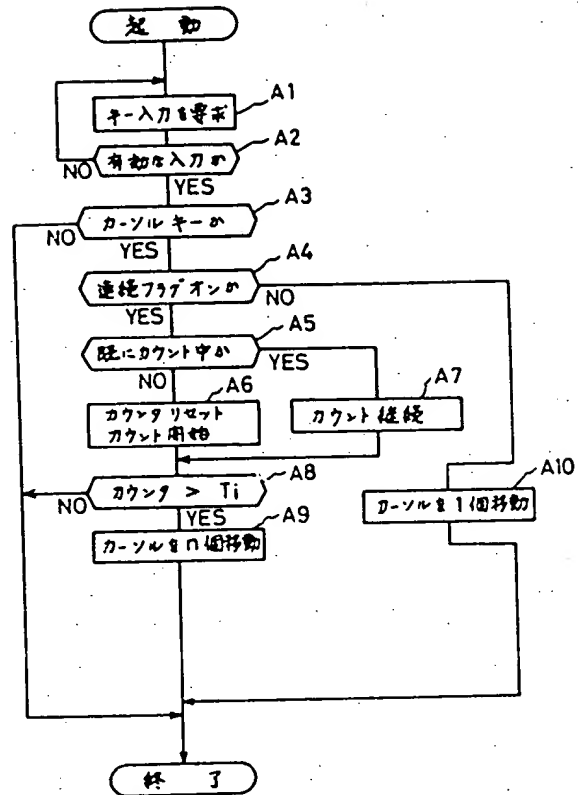 起動
A1
キー入力を要求
A2
有効な入力か
NO
YES
A3
カーソルキーか
NO
YES
A4
連続フラグオンか
NO
YES
A5
既にカウント中か
YES
NO
A6
A7
カウンタリセット
カウント開始
カウント継続
A8
カウンタ > Ti
NO
YES
A9
カーソルをn個移動
A10
カーソルを1個移動
終了